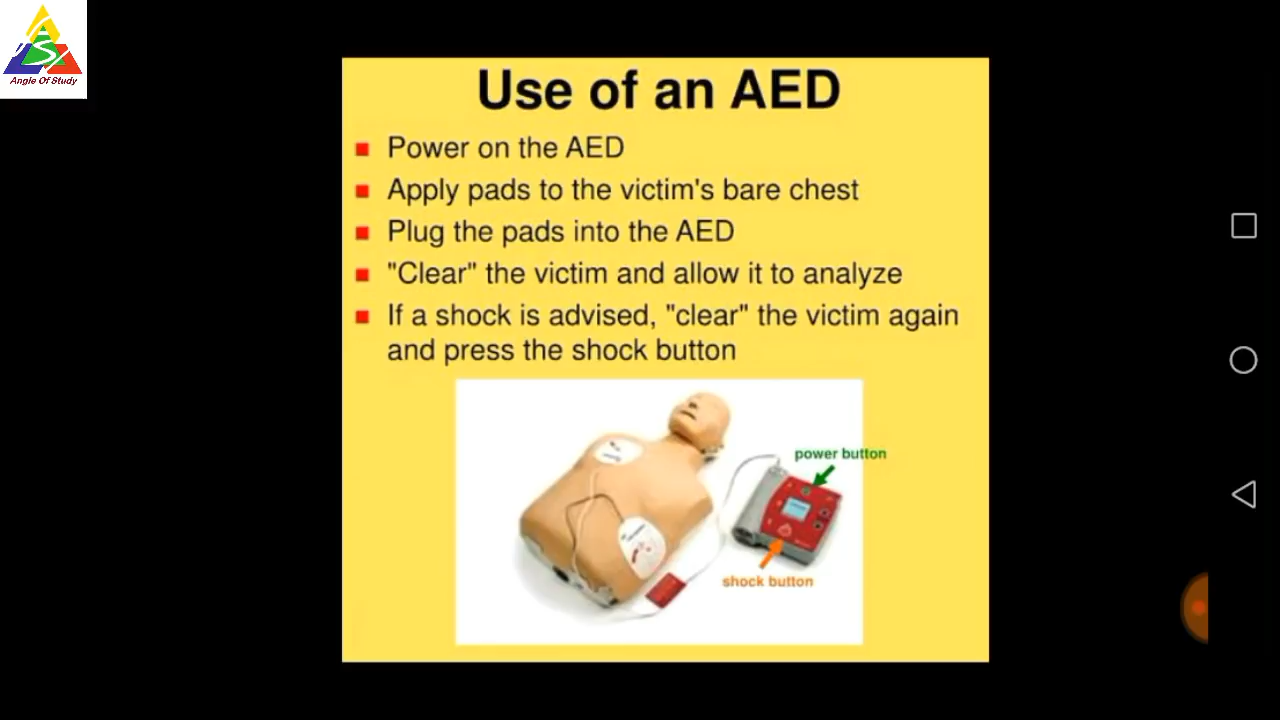 Angle Of Study
Use of an AED
Power on the AED
Apply pads to the victim's bare chest
Plug the pads into the AED
"Clear" the victim and allow it to analyze
If a shock is advised, "clear" the victim again
and press the shock button
power button
shock button